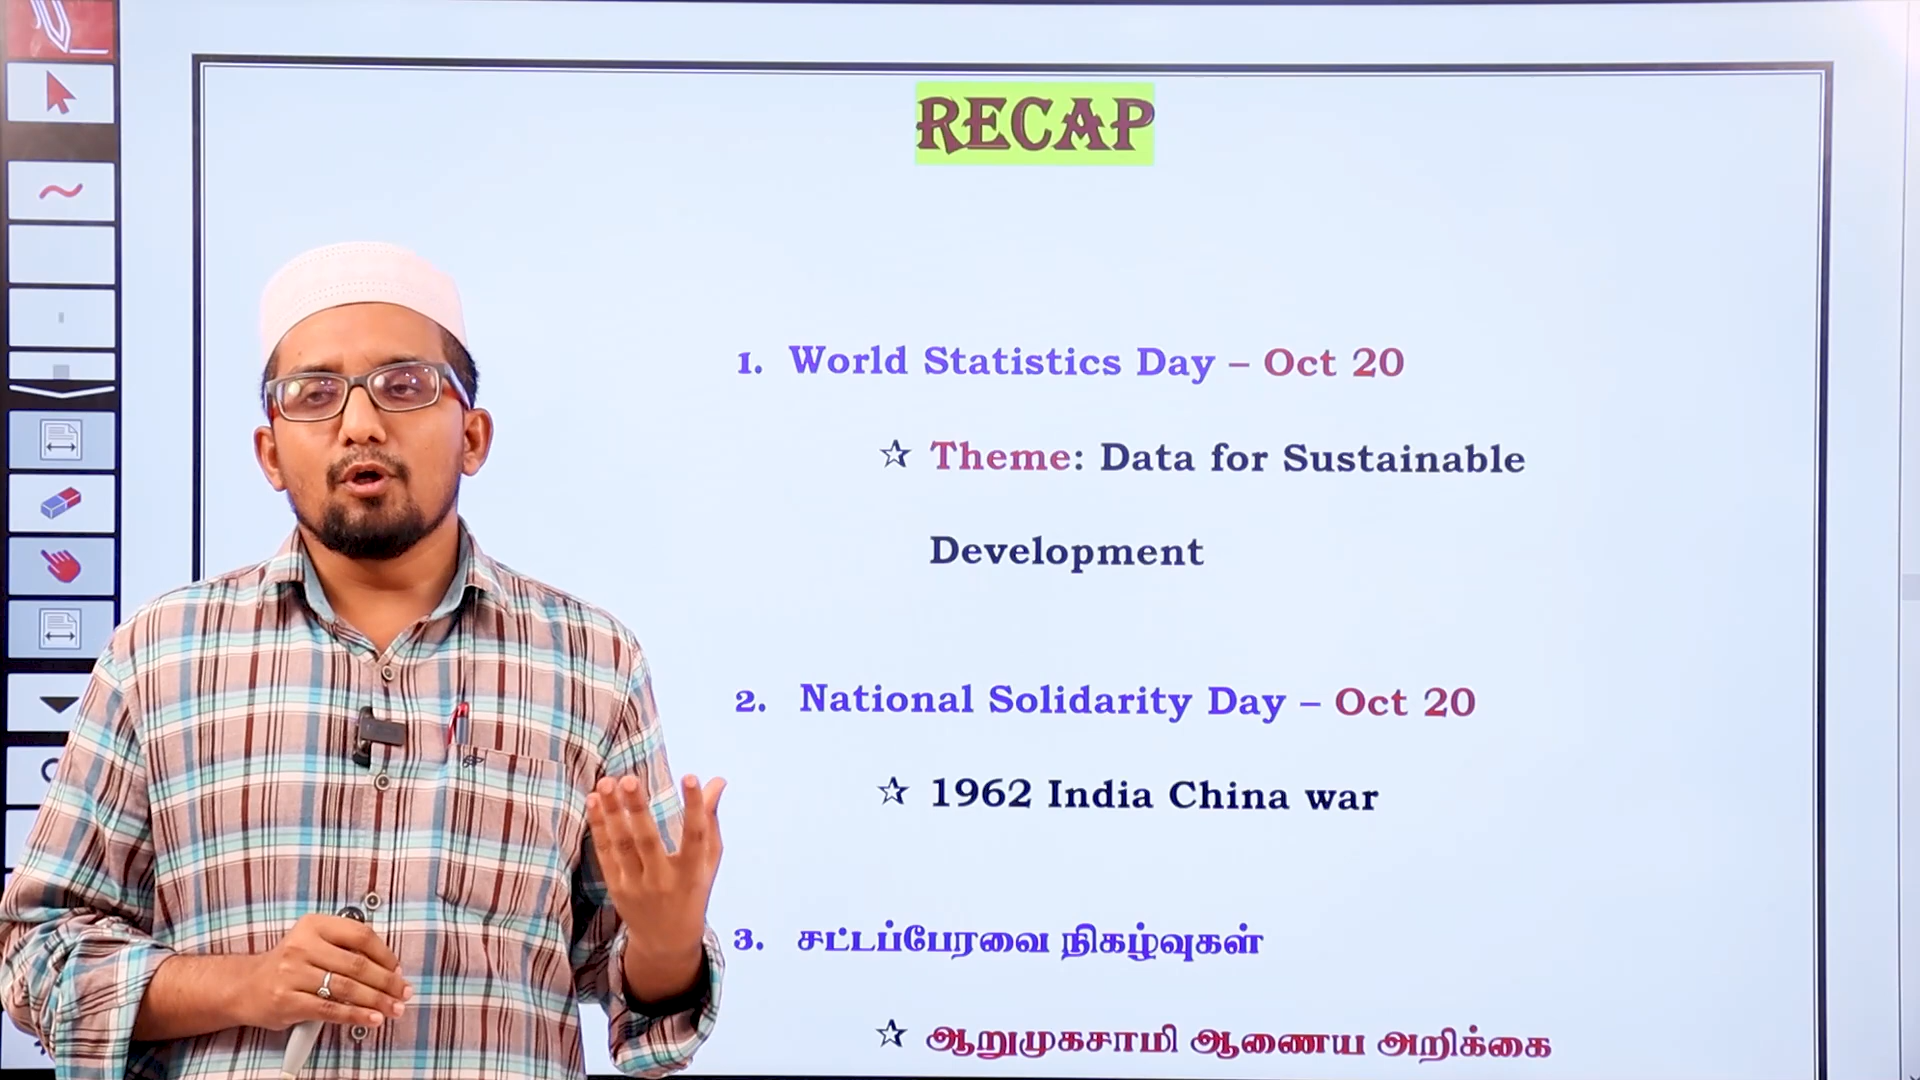 RECAP
1. World Statistics Day – Oct 20
☆ Theme: Data for Sustainable
Development
2. National Solidarity Day – Oct 20
☆ 1962 India China war
3. சட்டப்பேரவை நிகழ்வுகள்
☆ ஆறுமுகசாமி ஆணைய அறிக்கை